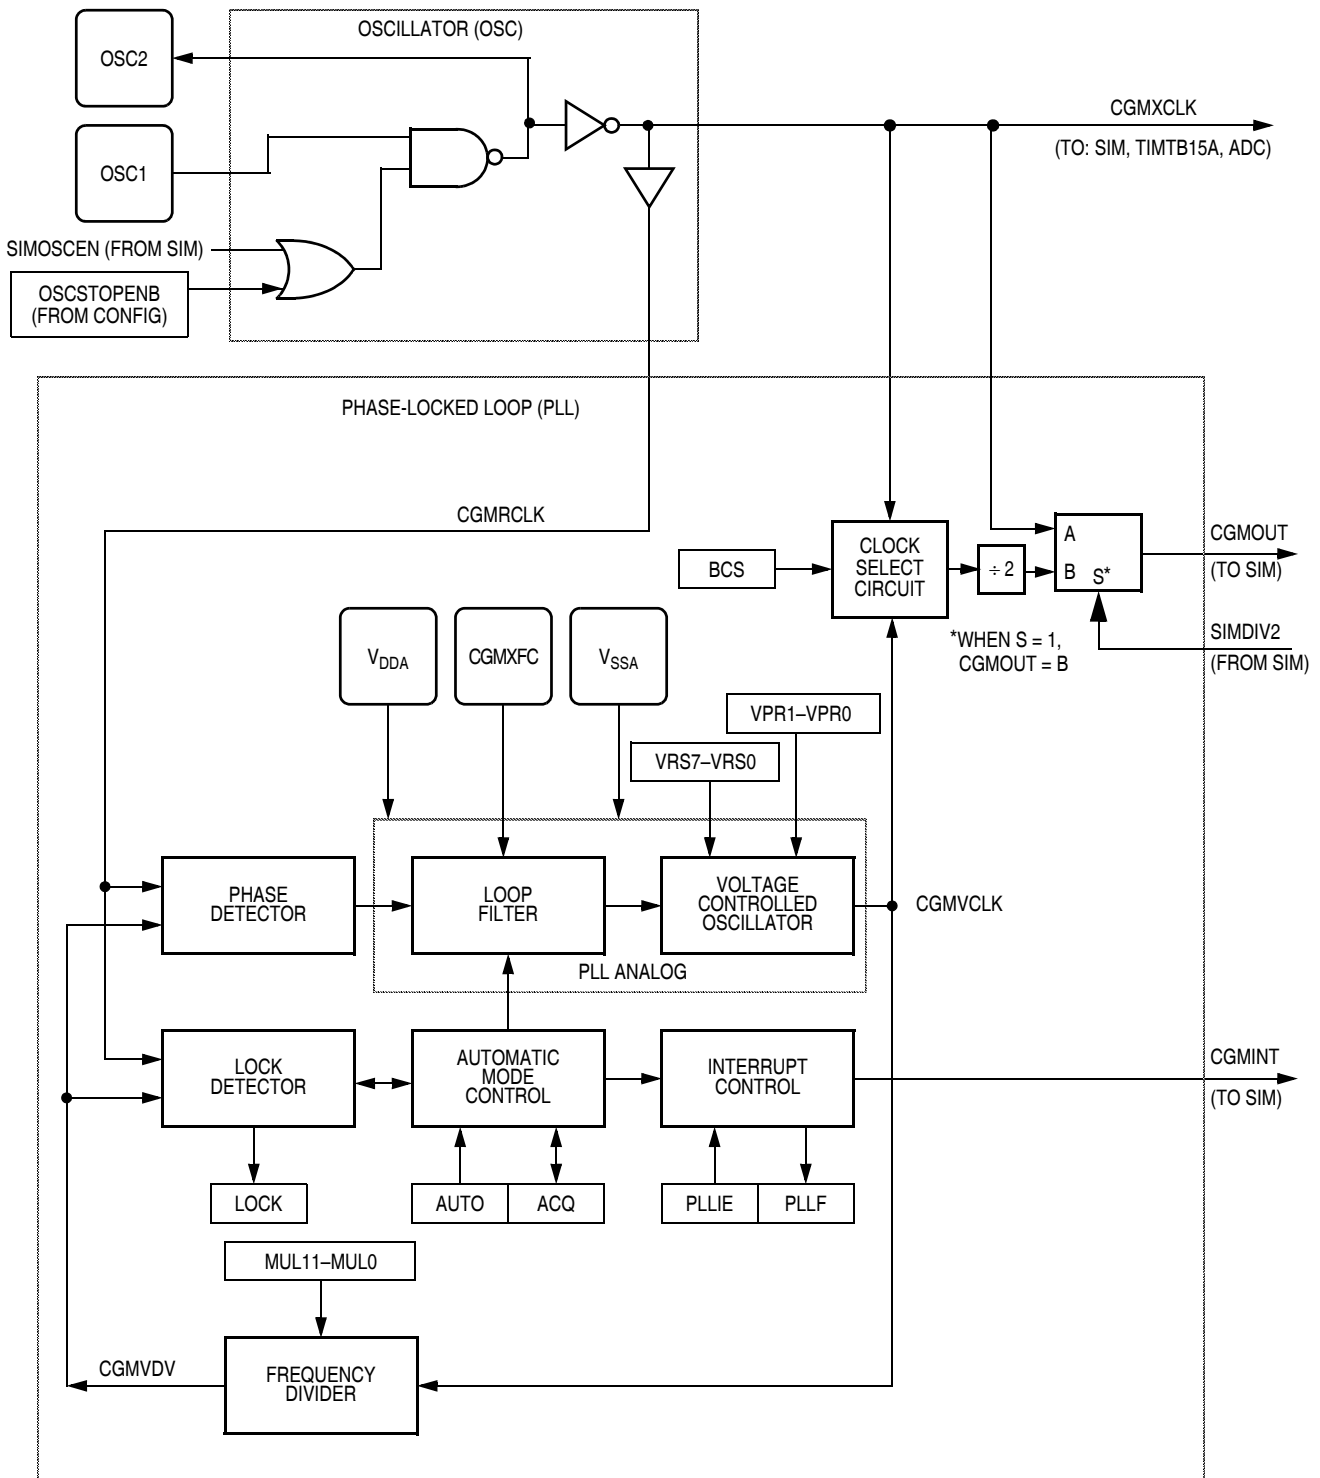 OSCILLATOR (OSC)
OSC2
OSC1
CGMXCLK
(TO: SIM, TIMTB15A, ADC)
SIMOSCEN (FROM SIM)
OSCSTOPENB
(FROM CONFIG)
PHASE-LOCKED LOOP (PLL)
CGMRCLK
BCS
CLOCK
SELECT
CIRCUIT
÷ 2
A
B
S*
CGMOUT
(TO SIM)
*WHEN S = 1,
CGMOUT = B
SIMDIV2
(FROM SIM)
VDDA
CGMXFC
VSSA
VPR1–VPR0
VRS7–VRS0
PHASE
DETECTOR
LOOP
FILTER
VOLTAGE
CONTROLLED
OSCILLATOR
CGMVCLK
PLL ANALOG
LOCK
DETECTOR
AUTOMATIC
MODE
CONTROL
INTERRUPT
CONTROL
CGMINT
(TO SIM)
LOCK
AUTO
ACQ
PLLIE
PLLF
MUL11–MUL0
CGMVDV
FREQUENCY
DIVIDER